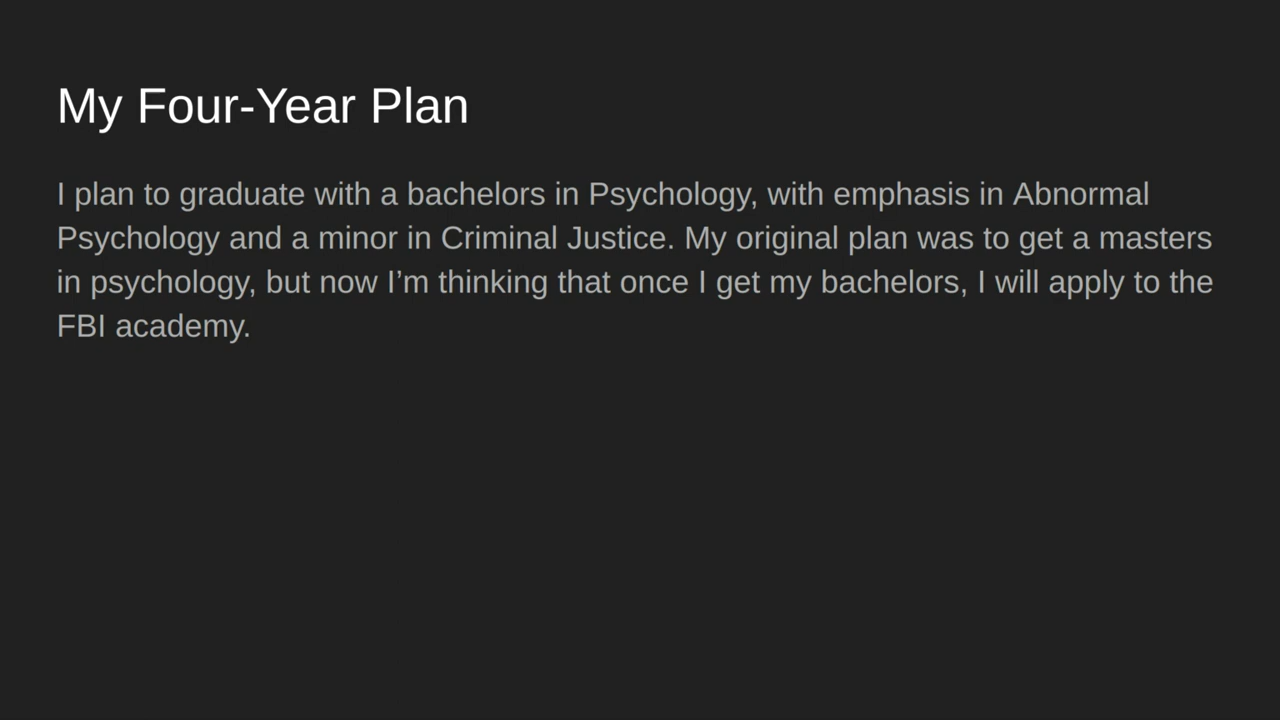 My Four-Year Plan
I plan to graduate with a bachelors in Psychology, with emphasis in Abnormal
Psychology and a minor in Criminal Justice. My original plan was to get a masters
in psychology, but now I’m thinking that once I get my bachelors, I will apply to the
FBI academy.